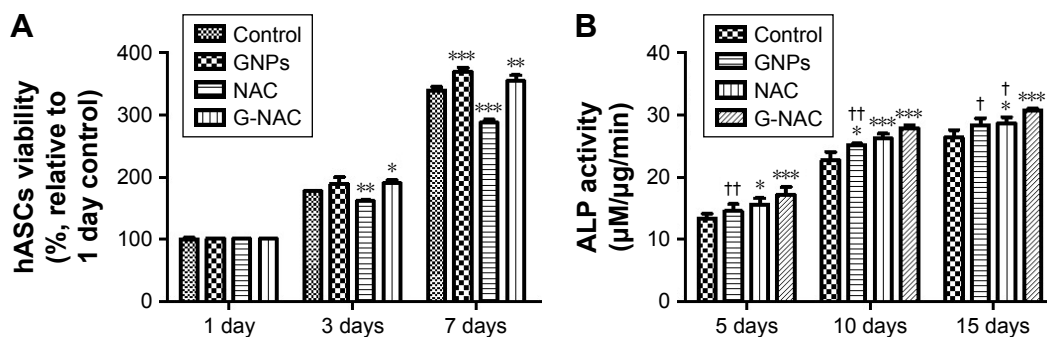 A
hASCs viability
(%, relative to
1 day control)
400
300
200
100
0
Control
GNPs
NAC
G-NAC
**
*
***
***
**
1 day
3 days
7 days
B
ALP activity
(µM/µg/min)
40
30
20
10
0
Control
GNPs
NAC
G-NAC
††
*
***
††
*
***
***
†
†
*
***
5 days
10 days
15 days